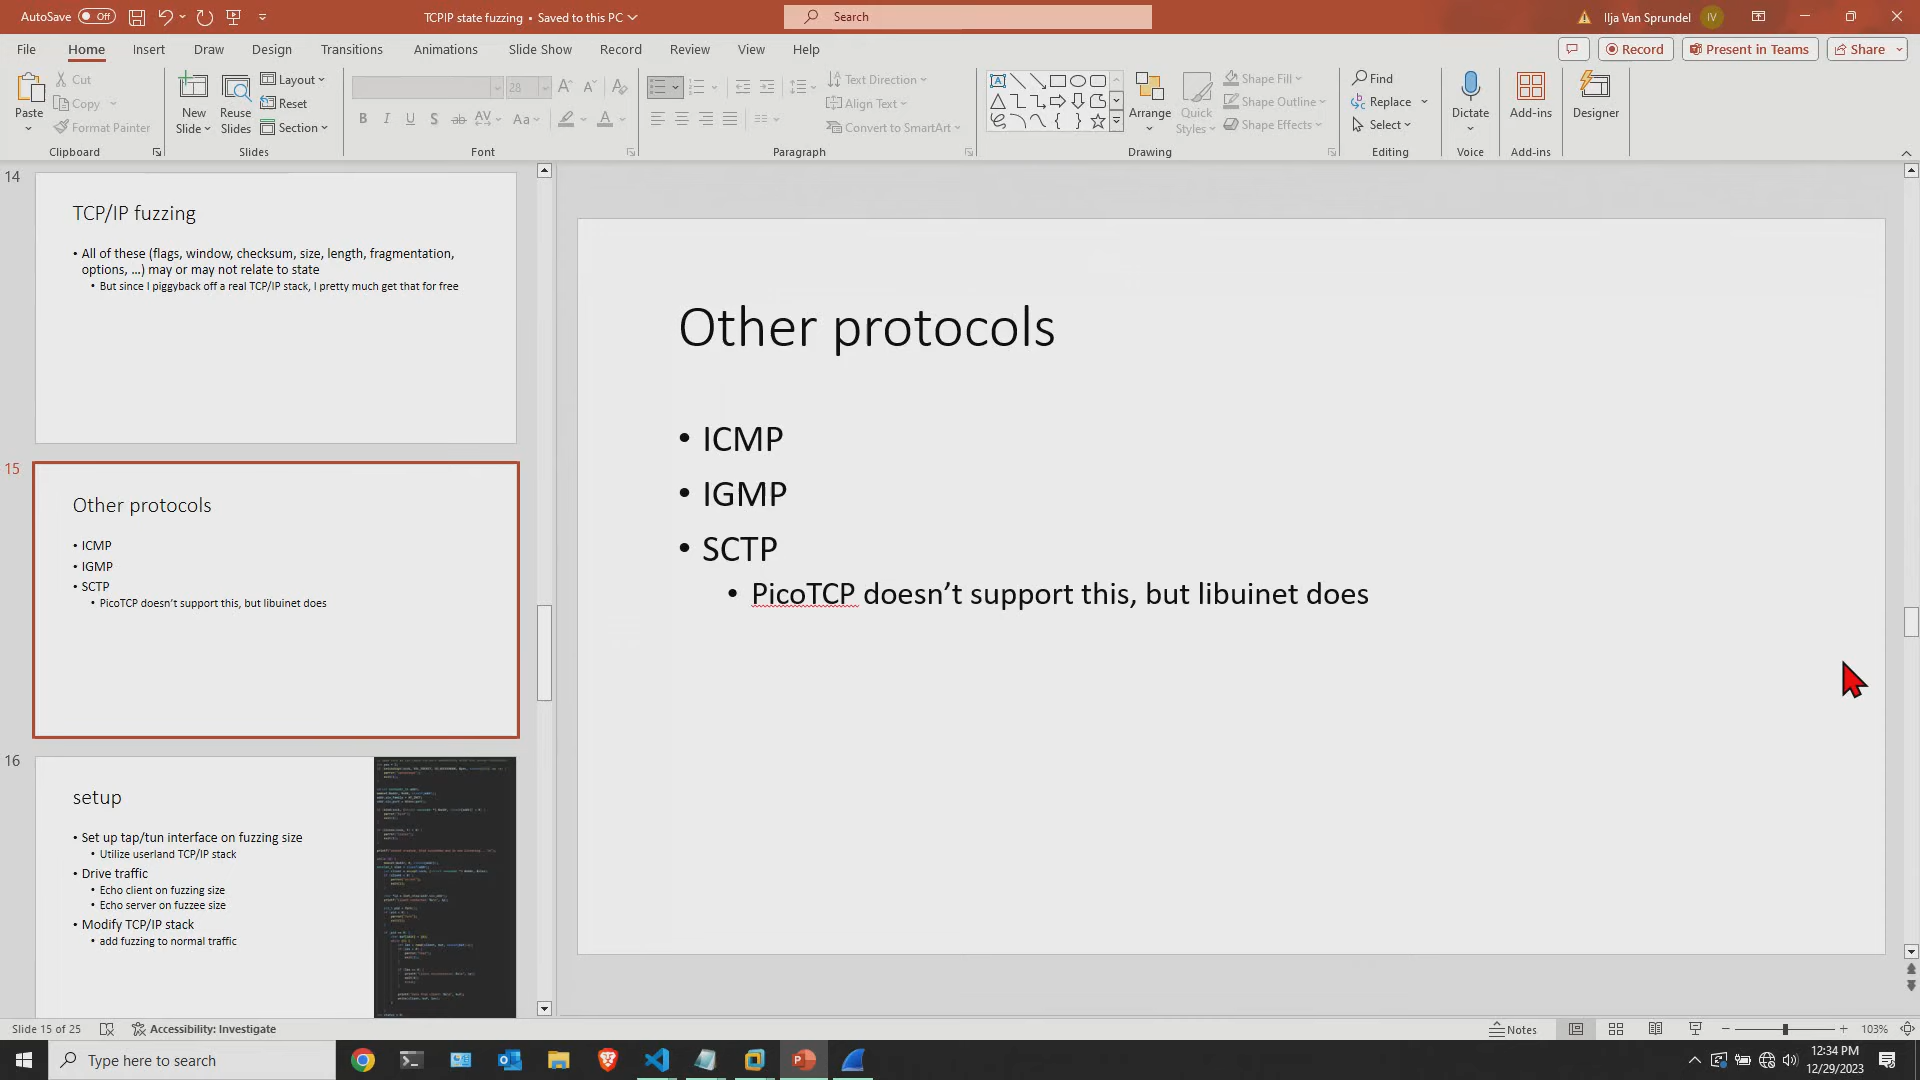 AutoSave Off TCPIP state fuzzing • Saved to this PC Search Ilja Van Sprundel IV
File Home Insert Draw Design Transitions Animations Slide Show Record Review View Help Record Present in Teams Share
Paste
Cut
Copy
Format Painter
Clipboard
New Slide
Reuse Slides
Layout
Reset
Section
Slides
28
B I U S ab AV Aa A
Font
Text Direction
Align Text
Convert to SmartArt
Paragraph
Arrange
Quick Styles
Shape Fill
Shape Outline
Shape Effects
Drawing
Find
Replace
Select
Editing
Dictate
Voice
Add-ins
Add-ins
Designer
14
TCP/IP fuzzing
• All of these (flags, window, checksum, size, length, fragmentation,
options, …) may or may not relate to state
• But since I piggyback off a real TCP/IP stack, I pretty much get that for free
15
Other protocols
• ICMP
• IGMP
• SCTP
• PicoTCP doesn’t support this, but libuinet does
16
setup
• Set up tap/tun interface on fuzzing size
• Utilize userland TCP/IP stack
• Drive traffic
• Echo client on fuzzing size
• Echo server on fuzzee size
• Modify TCP/IP stack
• add fuzzing to normal traffic
Other protocols
• ICMP
• IGMP
• SCTP
• PicoTCP doesn’t support this, but libuinet does
Slide 15 of 25 Accessibility: Investigate Notes 103%
Type here to search
12:34 PM
12/29/2023